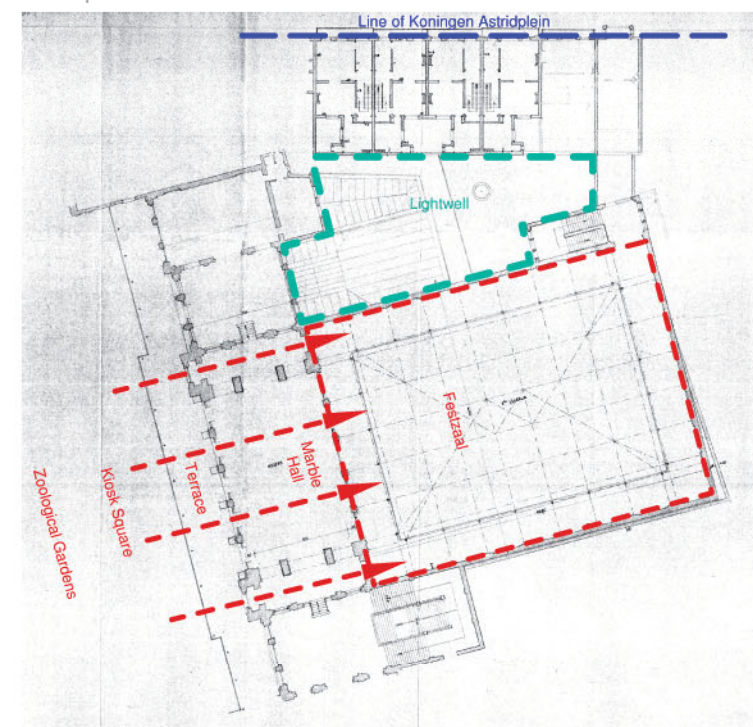 Line of Koningen Astridplein
Lightwell
Festzaal
Marble
Hall
Terrace
Kiosk Square
Zoological Gardens